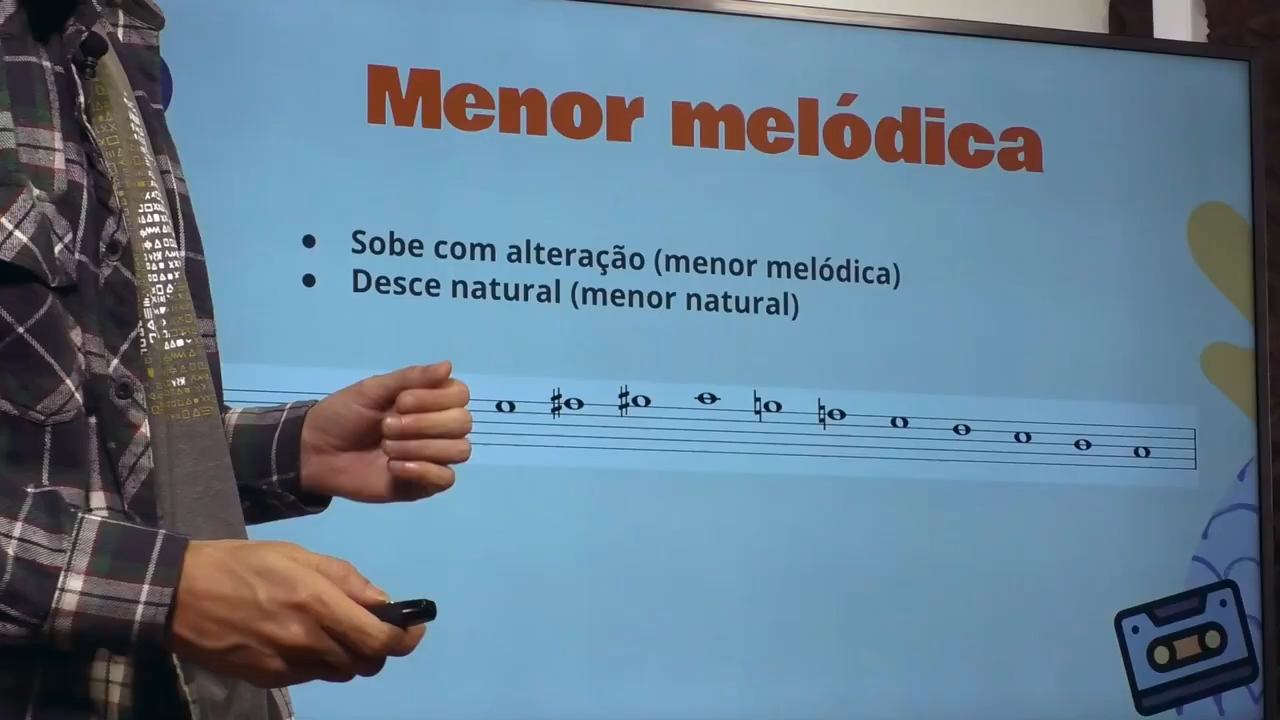 Menor melódica
Sobe com alteração (menor melódica)
Desce natural (menor natural)